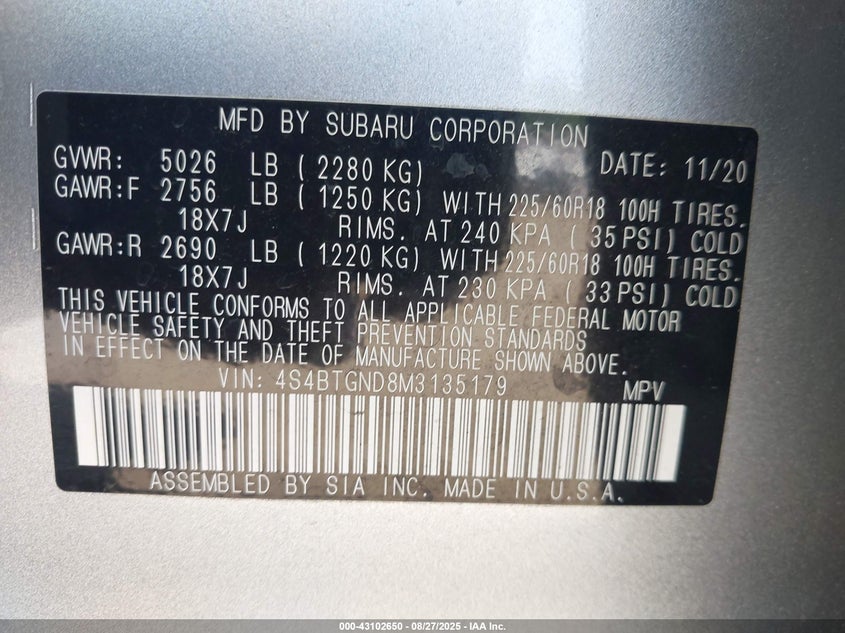 MFD BY SUBARU CORPORATION
GVWR: 5026 LB ( 2280 KG) DATE: 11/20
GAWR:F 2756 LB ( 1250 KG) WITH 225/60R18 100H TIRES.
18X7J RIMS. AT 240 KPA ( 35 PSI) COLD
GAWR:R 2690 LB ( 1220 KG) WITH 225/60R18 100H TIRES.
18X7J RIMS. AT 230 KPA ( 33 PSI) COLD
THIS VEHICLE CONFORMS TO ALL APPLICABLE FEDERAL MOTOR
VEHICLE SAFETY AND THEFT PREVENTION STANDARDS
IN EFFECT ON THE DATE OF MANUFACTURE SHOWN ABOVE.
VIN: 4S4BTGND8M3135179 MPV
ASSEMBLED BY SIA INC. MADE IN U.S.A.
000-43102650 - 08/27/2025 - IAA Inc.